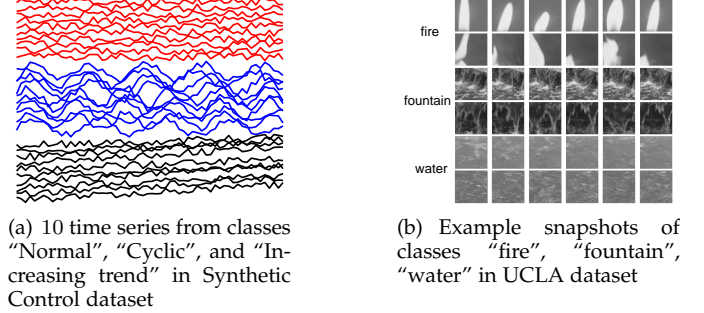 fire
fountain
water
(a) 10 time series from classes
“Normal”, “Cyclic”, and “In-
creasing trend” in Synthetic
Control dataset
(b) Example snapshots of
classes “fire”, “fountain”,
“water” in UCLA dataset